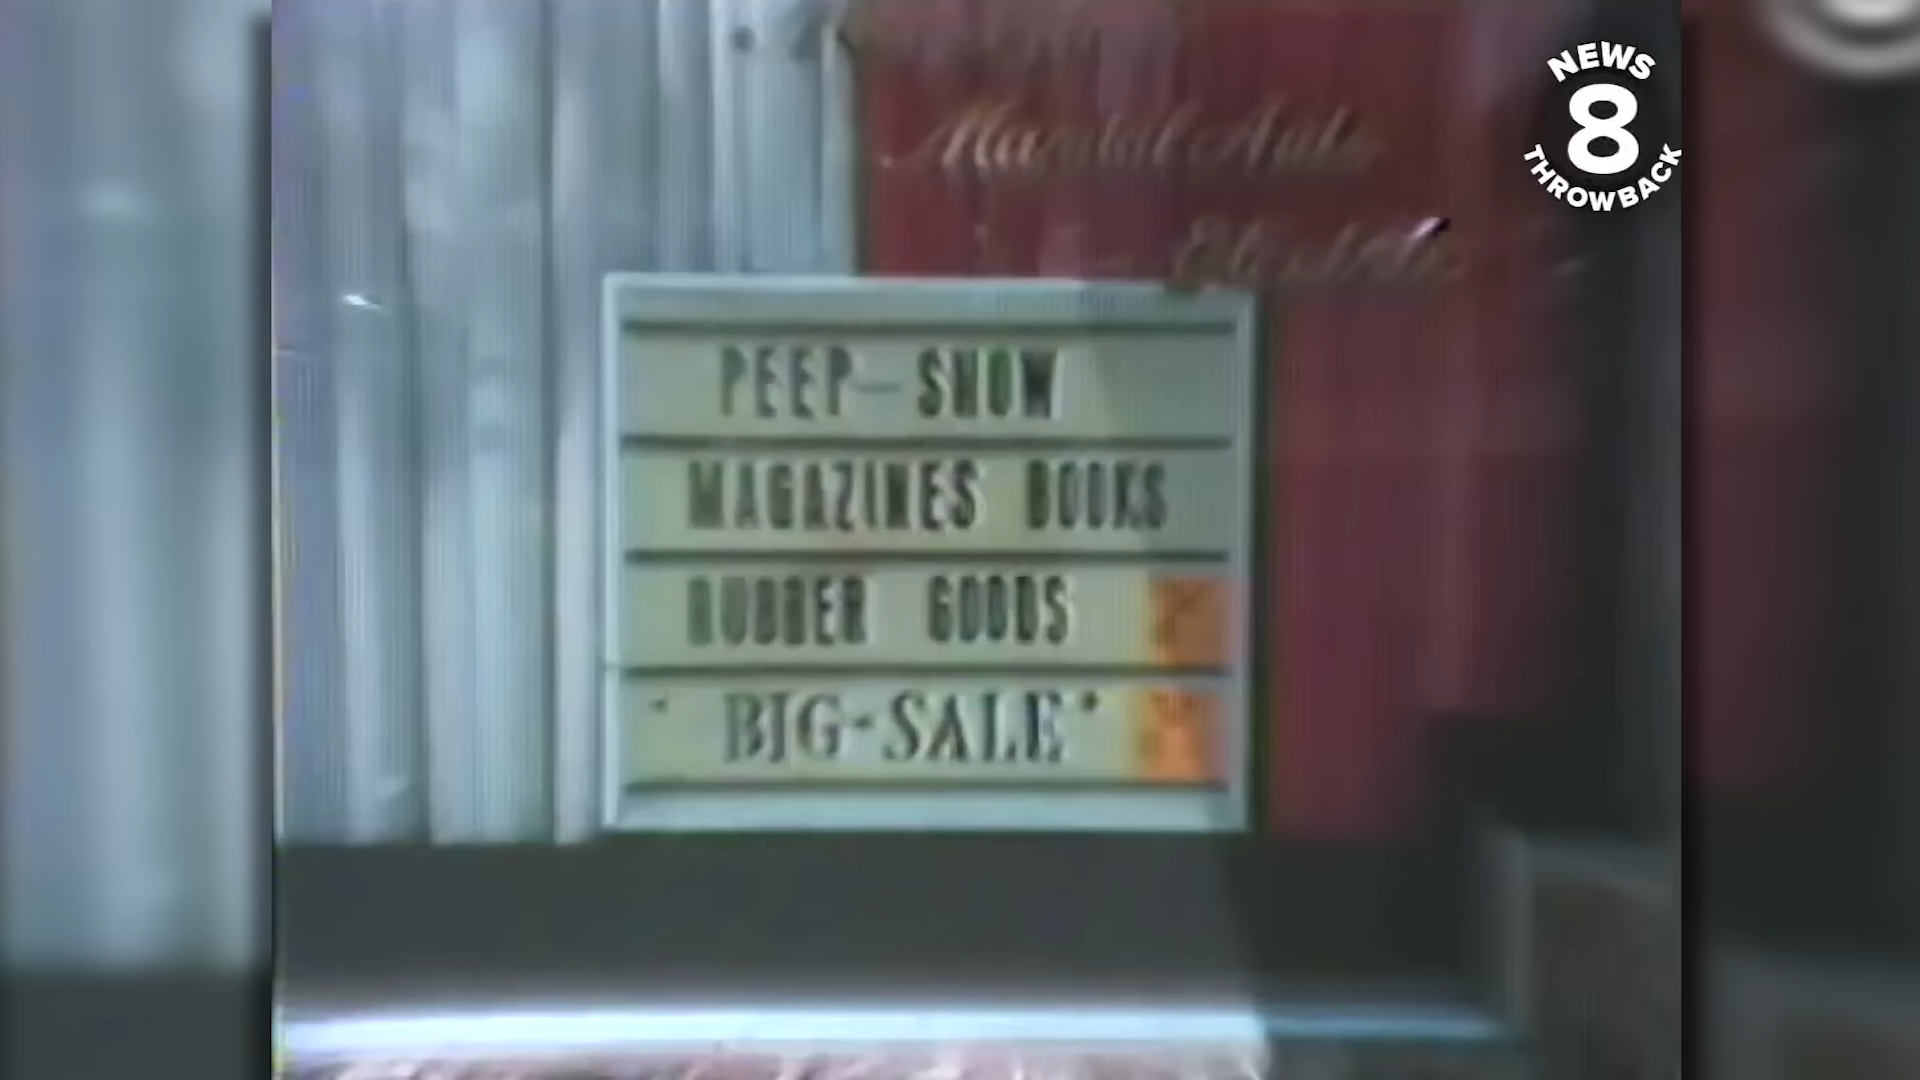 NEWS
8
THROWBACK
PEEP-SHOW
MAGAZINES BOOKS
RUBBER GOODS
"BIG-SALE"